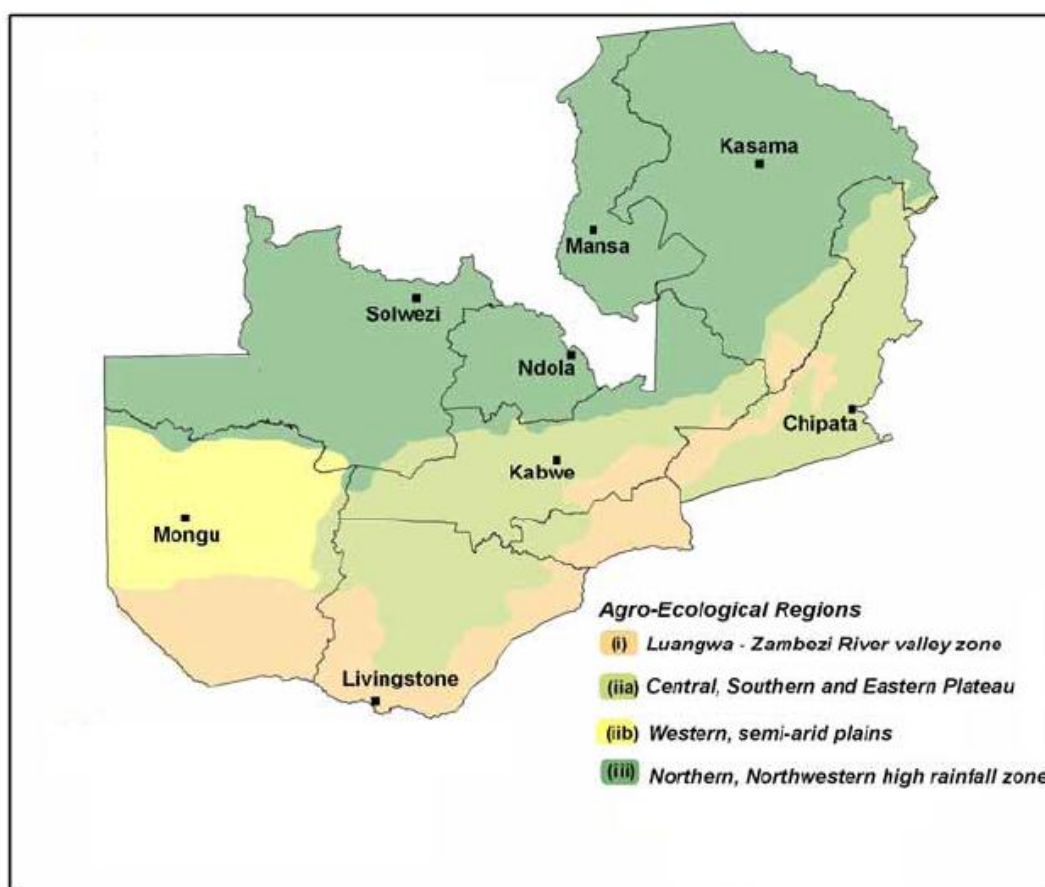 Kasama
Mansa
Solwezi
Ndola
Chipata
Kabwe
Mongu
Livingstone
Agro-Ecological Regions
(i) Luangwa - Zambezi River valley zone
(iia) Central, Southern and Eastern Plateau
(iib) Western, semi-arid plains
(iii) Northern, Northwestern high rainfall zone